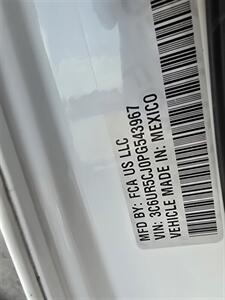 MFD BY: FCA US LLC
VIN: 3C6UR5CJ0PG543967
VEHICLE MADE IN: MEXICO